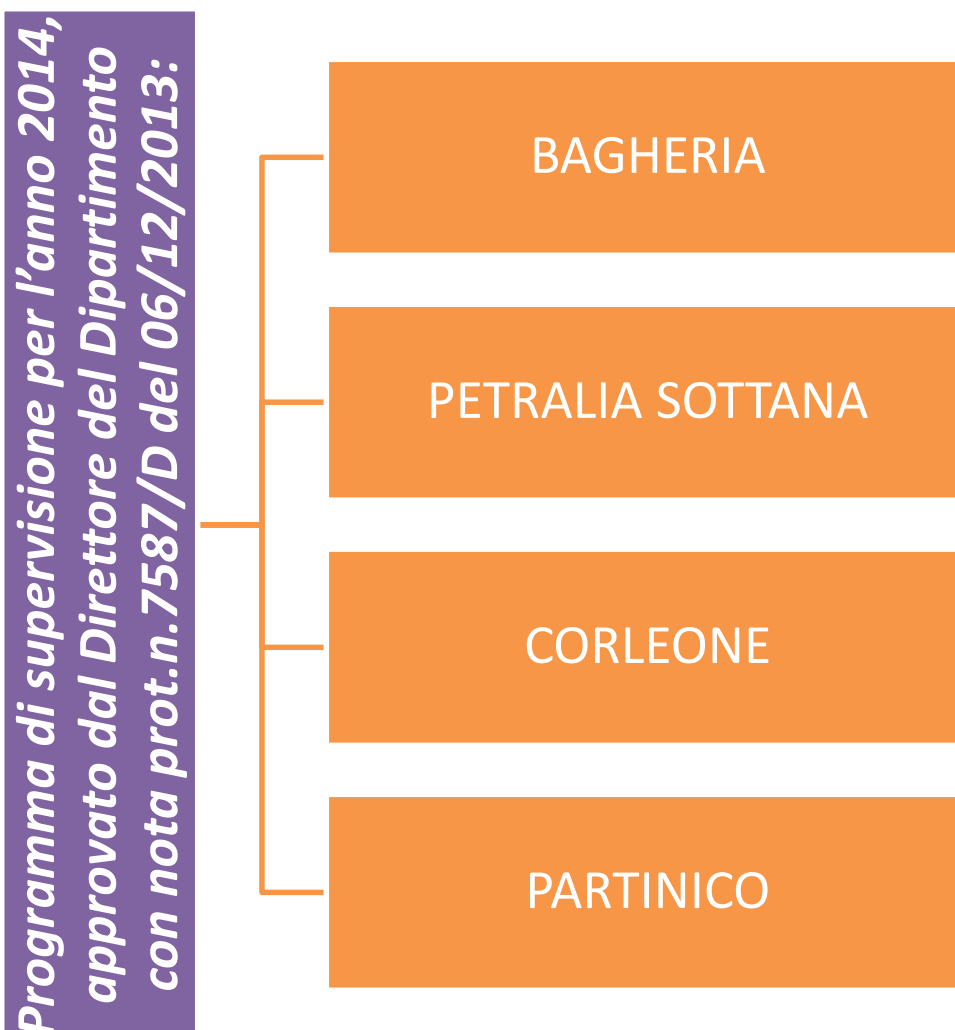 Programma di supervisione per l'anno 2014,
approvato dal Direttore del Dipartimento
con nota prot.n.7587/D del 06/12/2013:
BAGHERIA
PETRALIA SOTTANA
CORLEONE
PARTINICO